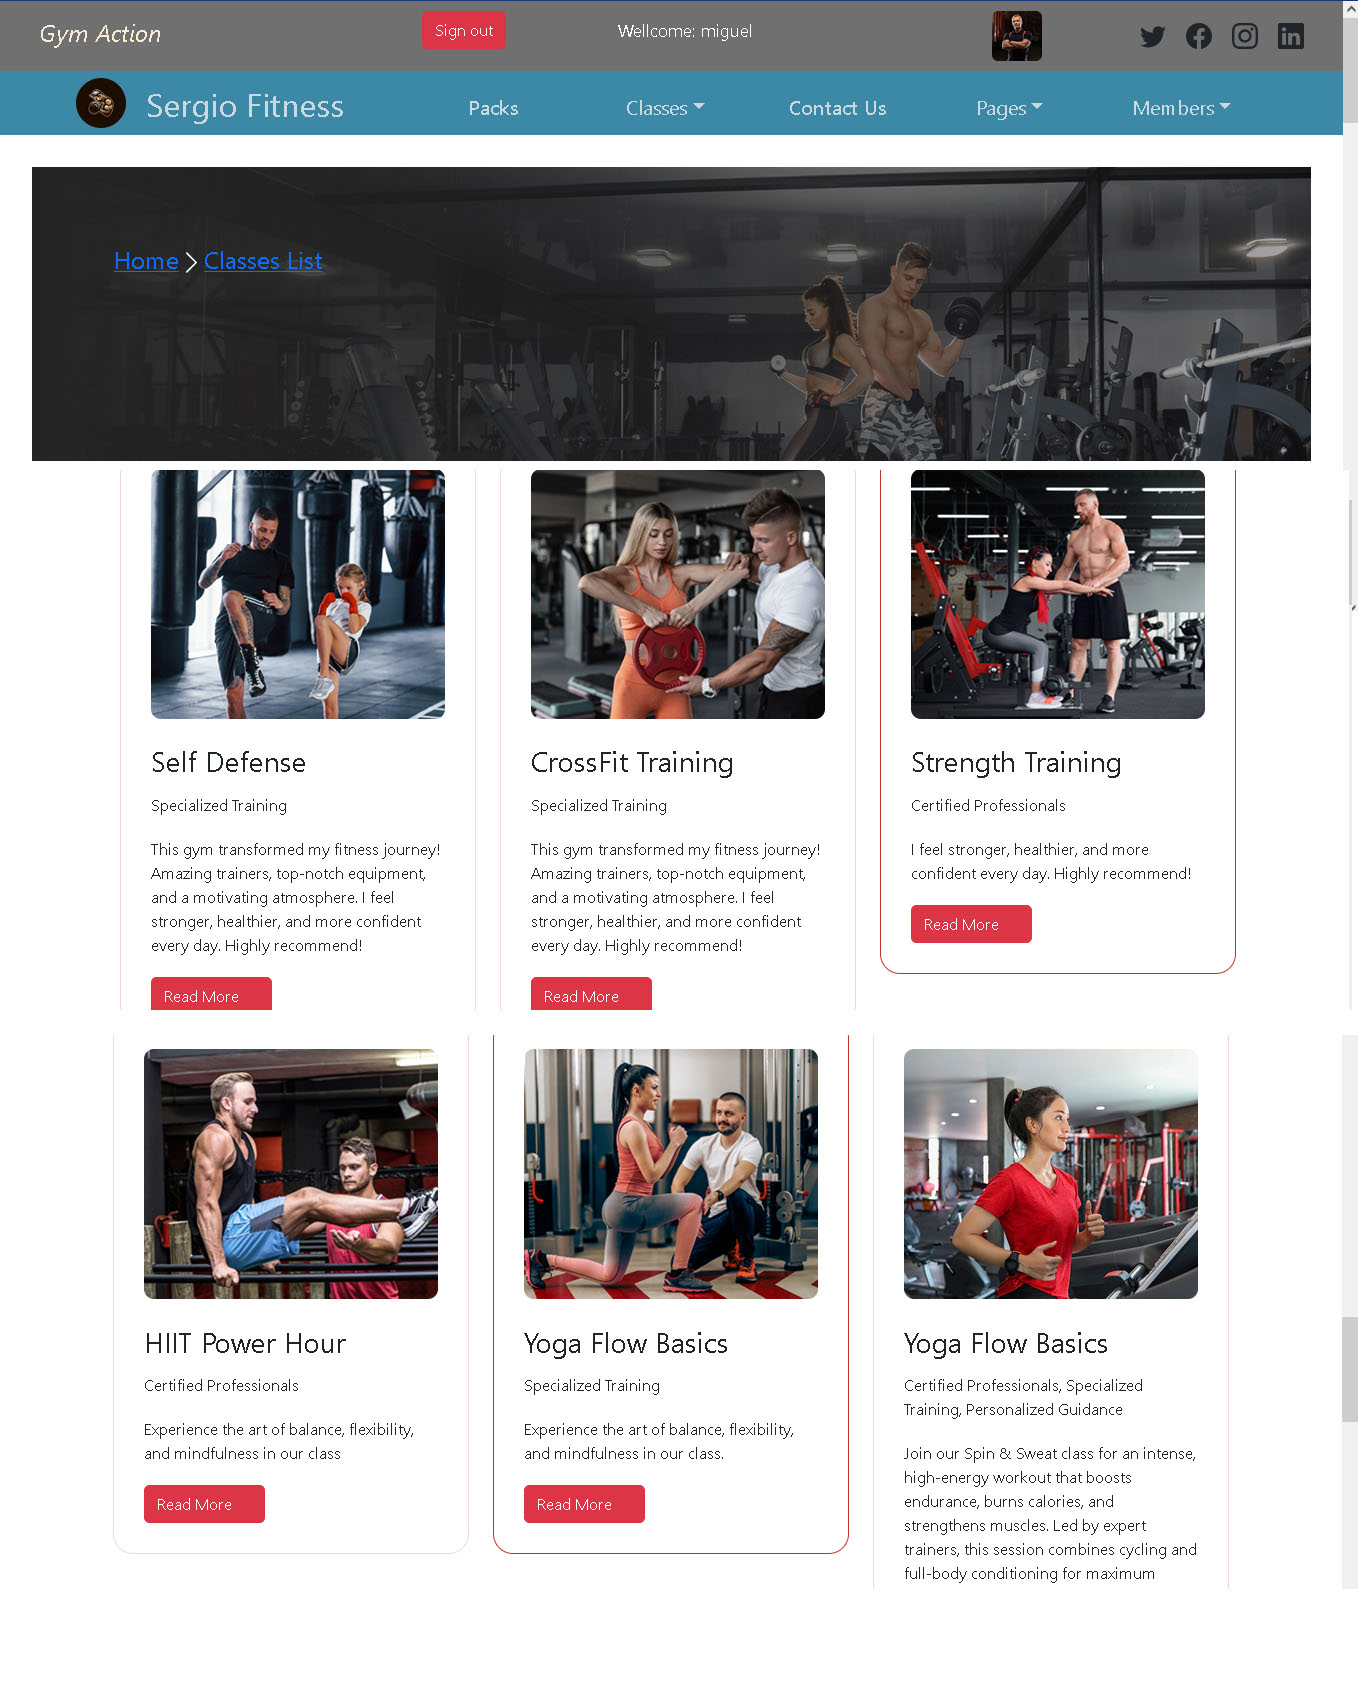 Gym Action
Sign out
Wellcome: miguel
Sergio Fitness
Packs
Classes
Contact Us
Pages
Members
Home > Classes List
Self Defense
Specialized Training
This gym transformed my fitness journey!
Amazing trainers, top-notch equipment,
and a motivating atmosphere. I feel
stronger, healthier, and more confident
every day. Highly recommend!
Read More
CrossFit Training
Specialized Training
This gym transformed my fitness journey!
Amazing trainers, top-notch equipment,
and a motivating atmosphere. I feel
stronger, healthier, and more confident
every day. Highly recommend!
Read More
Strength Training
Certified Professionals
I feel stronger, healthier, and more
confident every day. Highly recommend!
Read More
HIIT Power Hour
Certified Professionals
Experience the art of balance, flexibility,
and mindfulness in our class
Read More
Yoga Flow Basics
Specialized Training
Experience the art of balance, flexibility,
and mindfulness in our class.
Read More
Yoga Flow Basics
Certified Professionals, Specialized
Training, Personalized Guidance
Join our Spin & Sweat class for an intense,
high-energy workout that boosts
endurance, burns calories, and
strengthens muscles. Led by expert
trainers, this session combines cycling and
full-body conditioning for maximum